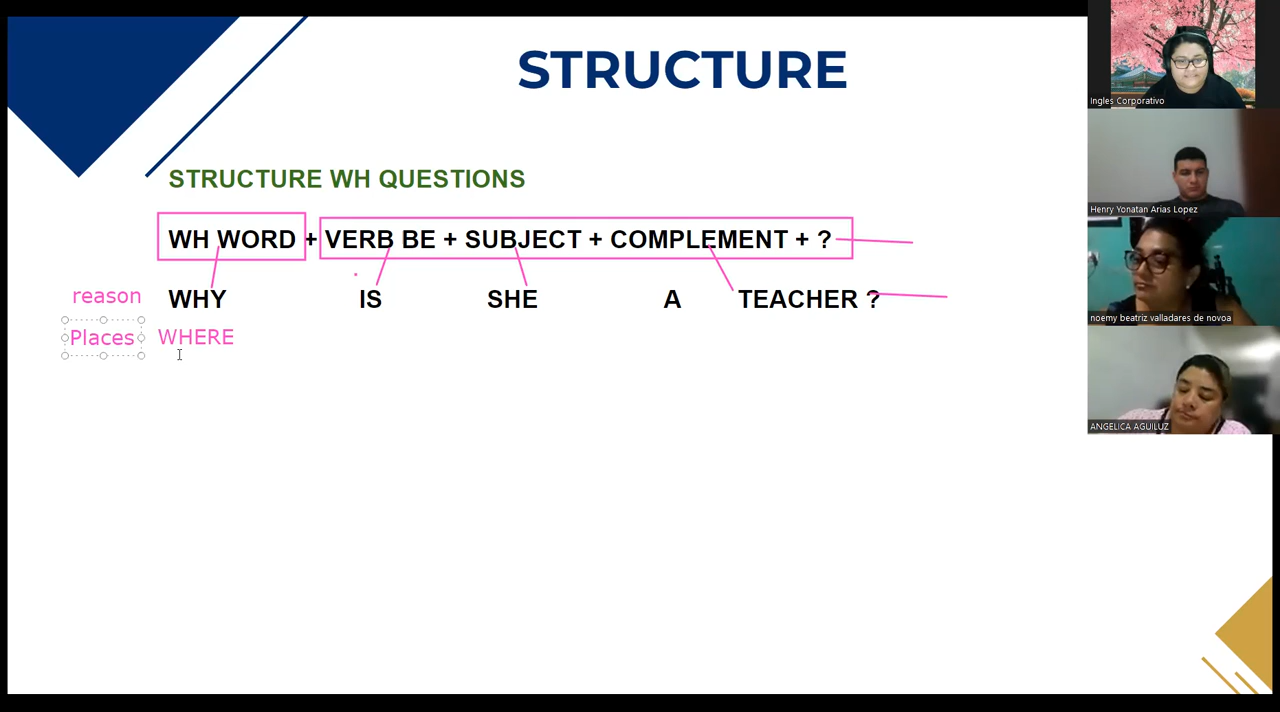 STRUCTURE
STRUCTURE WH QUESTIONS
WH WORD + VERB BE + SUBJECT + COMPLEMENT + ?
reason WHY IS SHE A TEACHER ?
Places WHERE
Ingles Corporativo
Henry Yonatan Arias Lopez
noemy beatriz valladares de novoa
ANGELICA AGUILUZ